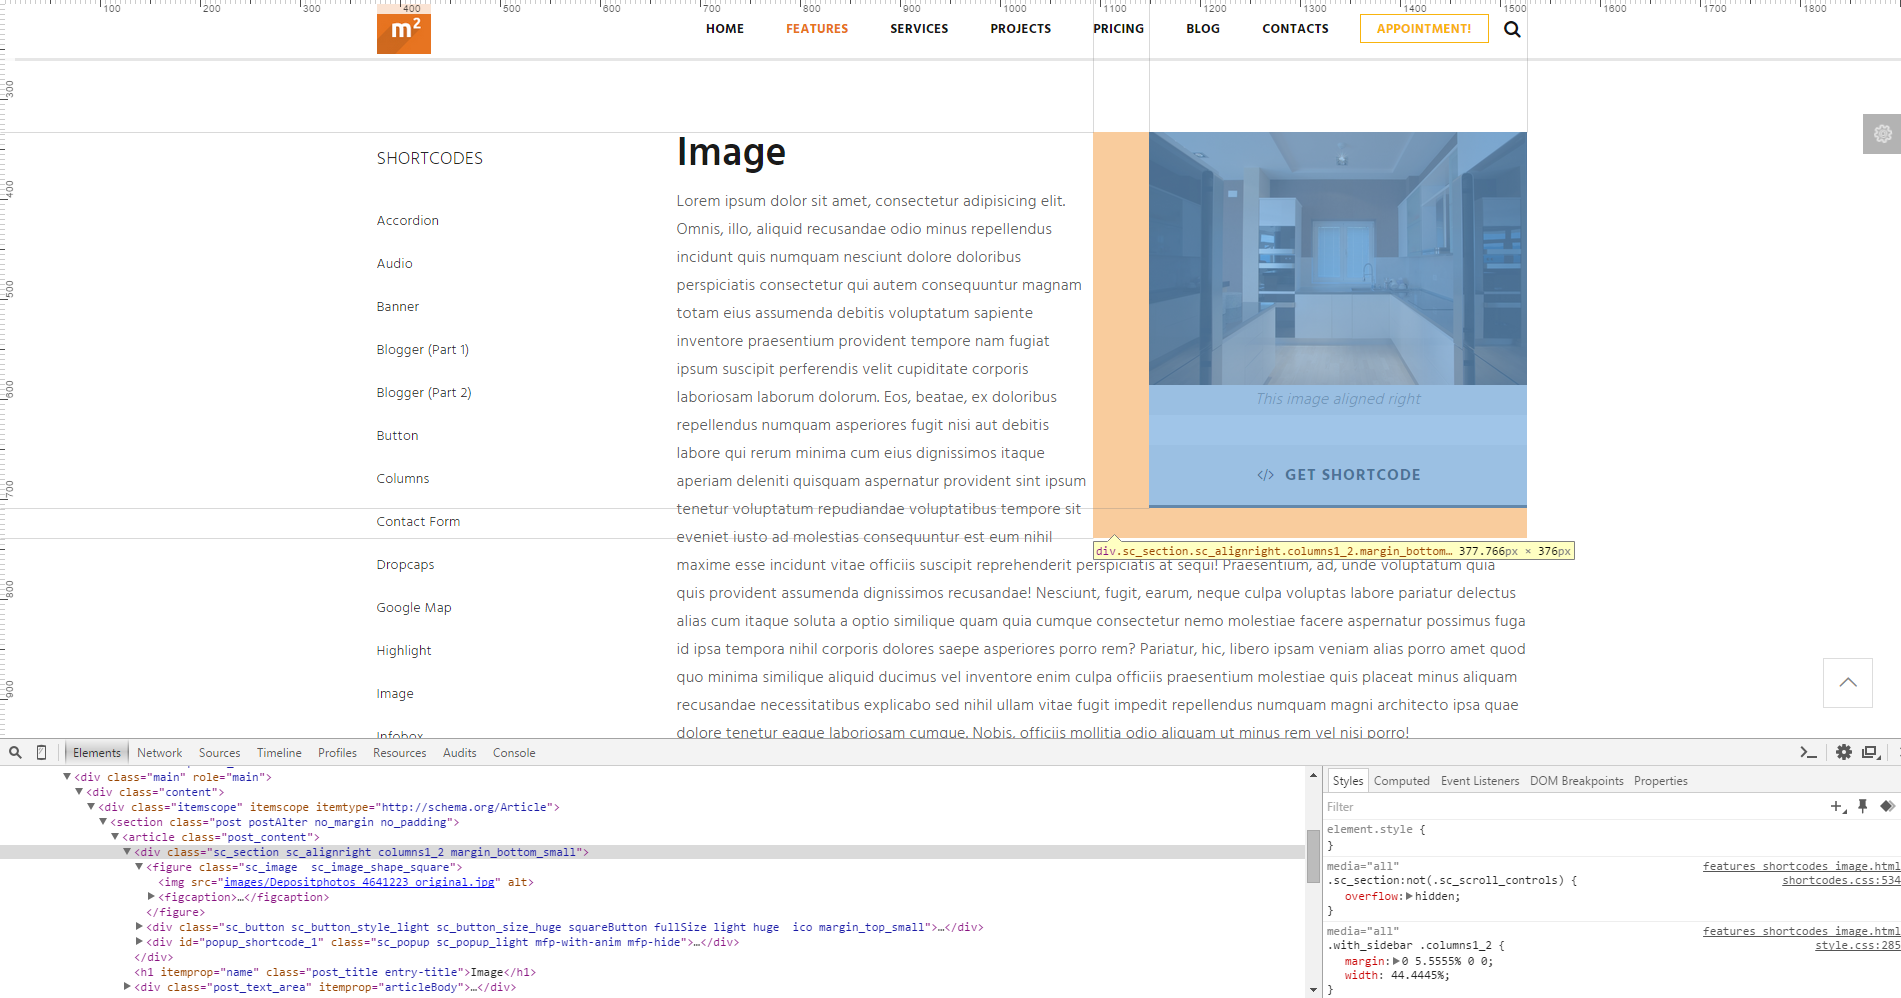 100 200 300 400 500 600 700 800 900 1000 1100 1200 1300 1400 1500 1600 1700 1800
m²
HOME FEATURES SERVICES PROJECTS PRICING BLOG CONTACTS APPOINTMENT!
300
400
500
600
700
800
900
SHORTCODES
Accordion
Audio
Banner
Blogger (Part 1)
Blogger (Part 2)
Button
Columns
Contact Form
Dropcaps
Google Map
Highlight
Image
Infobox
Image
Lorem ipsum dolor sit amet, consectetur adipisicing elit.
Omnis, illo, aliquid recusandae odio minus repellendus
incidunt quis numquam nesciunt dolore doloribus
perspiciatis consectetur qui autem consequuntur magnam
totam eius assumenda debitis voluptatum sapiente
inventore praesentium provident tempore nam fugiat
ipsum suscipit perferendis velit cupiditate corporis
laboriosam laborum dolorum. Eos, beatae, ex doloribus
repellendus numquam asperiores fugit nisi aut debitis
labore qui rerum minima cum eius dignissimos itaque
aperiam deleniti quisquam aspernatur provident sint ipsum
tenetur voluptatum repudiandae voluptatibus tempore sit
eveniet iusto ad molestias consequuntur est eum nihil
maxime esse incidunt vitae officiis suscipit reprehenderit perspiciatis at sequi! Praesentium, ad, unde voluptatum quia
quis provident assumenda dignissimos recusandae! Nesciunt, fugit, earum, neque culpa voluptas labore pariatur delectus
alias cum itaque soluta a optio similique quam quia cumque consectetur nemo molestiae facere aspernatur possimus fuga
id ipsa tempora nihil corporis dolores saepe asperiores porro rem? Pariatur, hic, libero ipsam veniam alias porro amet quod
quo minima similique aliquid ducimus vel inventore enim culpa officiis praesentium molestiae quis placeat minus aliquam
recusandae necessitatibus explicabo sed nihil ullam vitae fugit impedit repellendus numquam magni architecto ipsa quae
dolore tenetur eaque laboriosam cumque. Nobis, officiis mollitia odio aliquam ut minus rem vel nisi porro!
This image aligned right
</> GET SHORTCODE
div.sc_section.sc_alignright.columns1_2.margin_bottom… 377.766px × 376px
Elements Network Sources Timeline Profiles Resources Audits Console
<div class="main" role="main">
<div class="content">
<div class="itemscope" itemscope itemtype="http://schema.org/Article">
<section class="post postAlter no_margin no_padding">
<article class="post_content">
<div class="sc_section sc_alignright columns1_2 margin_bottom_small">
<figure class="sc_image  sc_image_shape_square">
<img src="images/Depositphotos_4641223_original.jpg" alt>
<figcaption>…</figcaption>
</figure>
<div class="sc_button sc_button_style_light sc_button_size_huge squareButton fullSize light huge  ico margin_top_small">…</div>
<div id="popup_shortcode_1" class="sc_popup sc_popup_light mfp-with-anim mfp-hide">…</div>
</div>
<h1 itemprop="name" class="post_title entry-title">Image</h1>
<div class="post_text_area" itemprop="articleBody">…</div>
Styles Computed Event Listeners DOM Breakpoints Properties
Filter
element.style {
}
media="all" features_shortcodes_image.html
.sc_section:not(.sc_scroll_controls) { shortcodes.css:534
overflow: hidden;
}
media="all" features_shortcodes_image.html
.with_sidebar .columns1_2 { style.css:285
margin: 0 5.5555% 0 0;
width: 44.4445%;
}